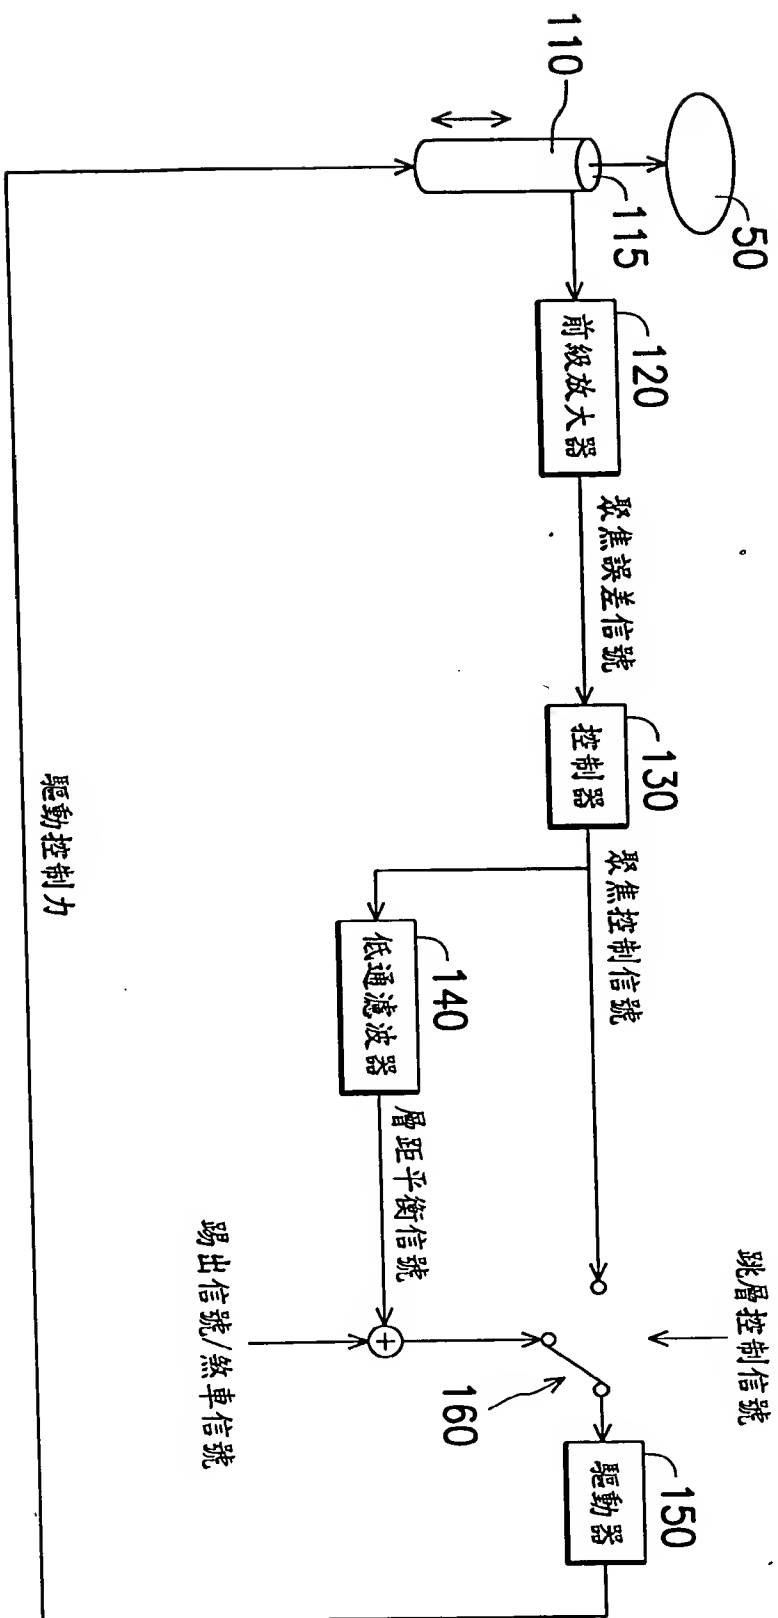 50
110
115
120
前級放大器
聚焦誤差信號
130
控制器
聚焦控制信號
140
低通濾波器
層距平衡信號
跳層控制信號
踢出信號/煞車信號
160
150
驅動器
驅動控制力